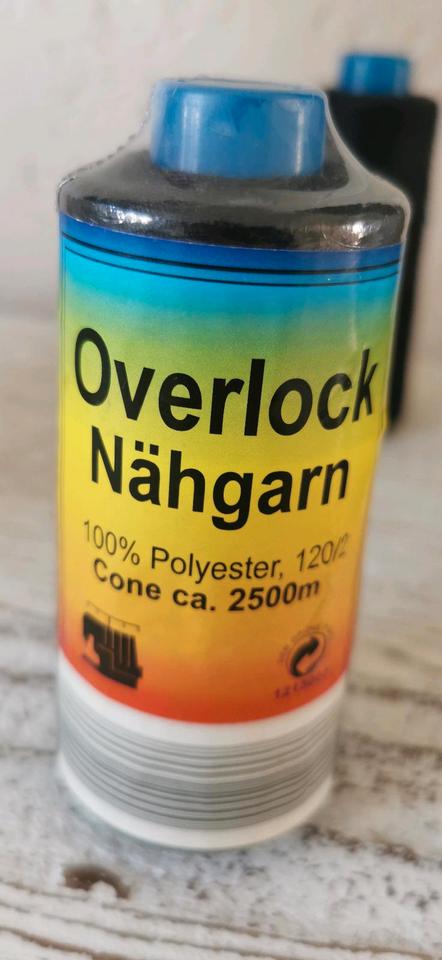 Overlock
Nähgarn
100% Polyester, 120/2
Cone ca. 2500m